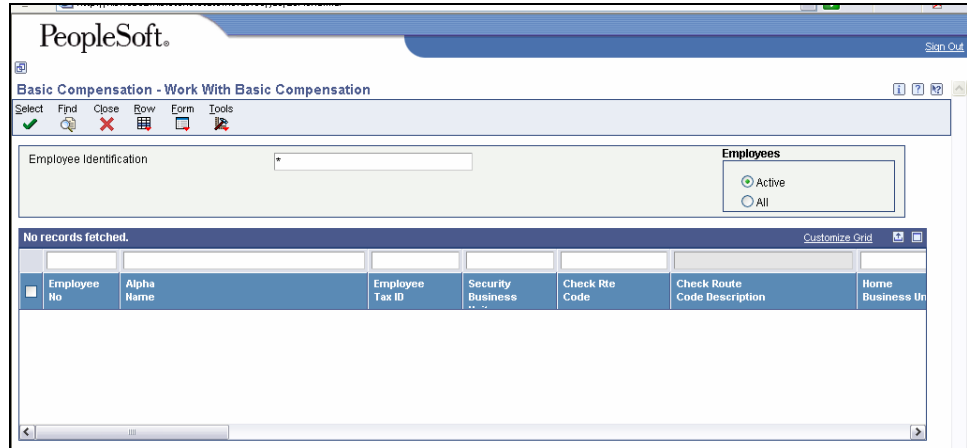 PeopleSoft.
Sign Out
Basic Compensation - Work With Basic Compensation
Select Find Close Row Form Tools
Employee Identification
*
Employees
Active
All
No records fetched.
Customize Grid
Employee No
Alpha Name
Employee Tax ID
Security Business
Check Rte Code
Check Route Code Description
Home Business Un